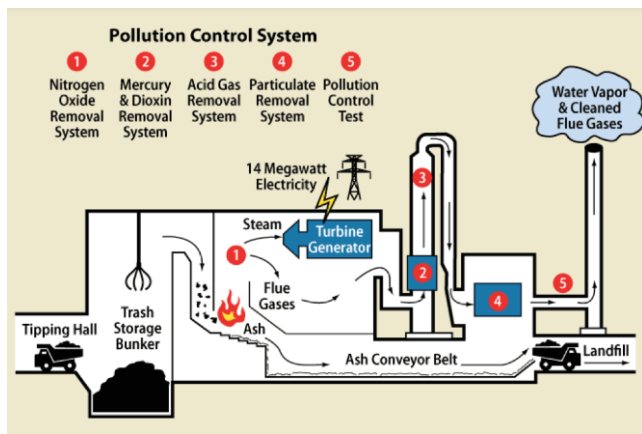 Pollution Control System
1
2
3
4
5
Nitrogen
Oxide
Removal
System
Mercury
& Dioxin
Removal
System
Acid Gas
Removal
System
Particulate
Removal
System
Pollution
Control
Test
Water Vapor
& Cleaned
Flue Gases
14 Megawatt
Electricity
3
Steam
Turbine
Generator
1
2
Flue
Gases
4
5
Trash
Storage
Bunker
Tipping Hall
Ash
Ash Conveyor Belt
Landfill